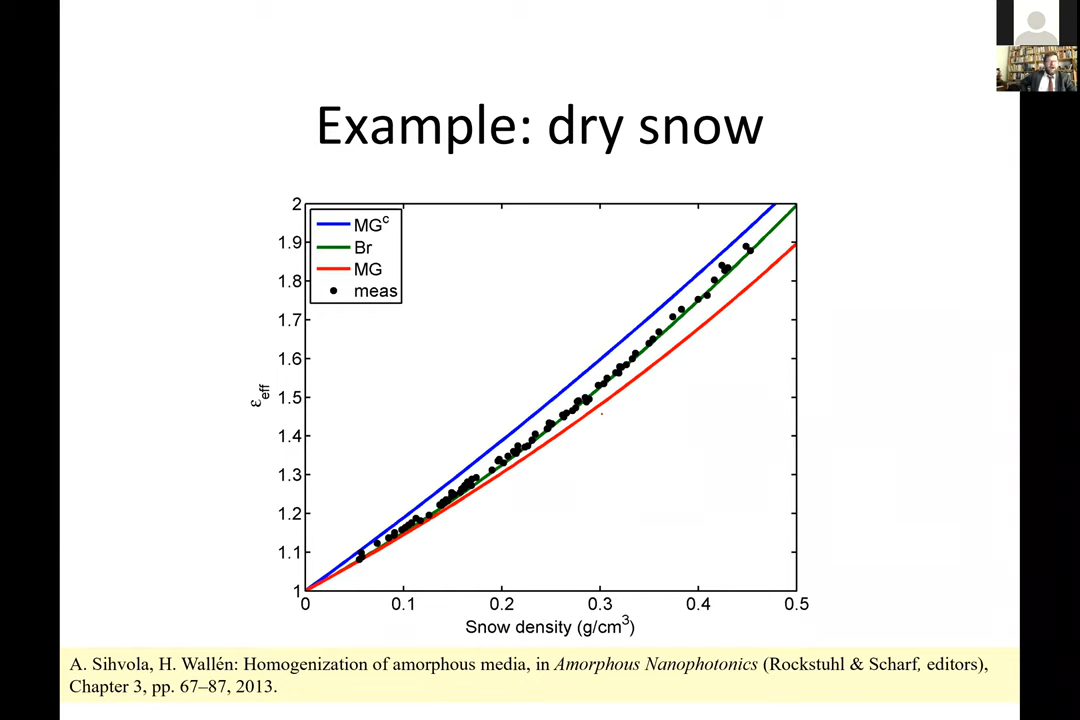 Example: dry snow
MGᶜ
Br
MG
meas
2
1.9
1.8
1.7
1.6
1.5
1.4
1.3
1.2
1.1
1
εeff
0 0.1 0.2 0.3 0.4 0.5
Snow density (g/cm³)
A. Sihvola, H. Wallén: Homogenization of amorphous media, in Amorphous Nanophotonics (Rockstuhl & Scharf, editors),
Chapter 3, pp. 67–87, 2013.